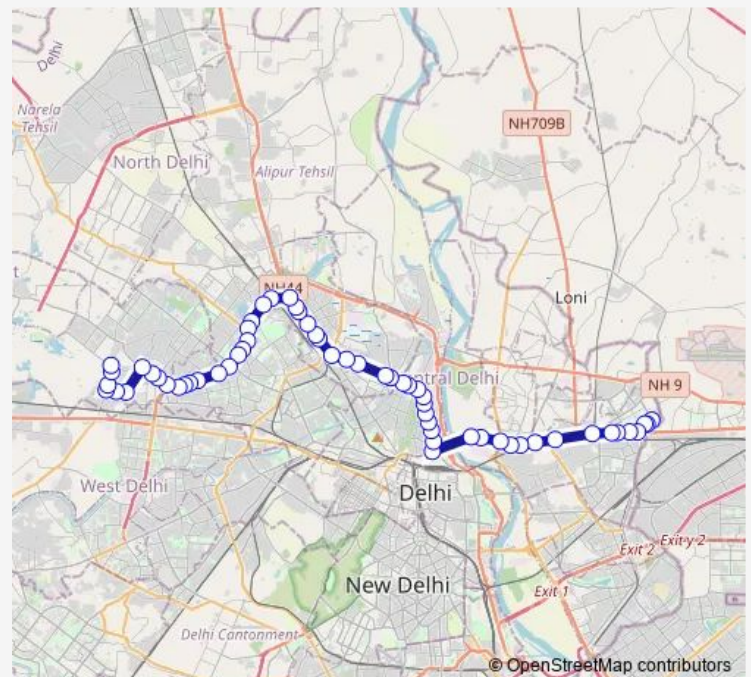 Delhi
Narela
Tehsil
NH709B
North Delhi
Alipur Tehsil
NH44
Loni
entral Delhi
NH 9
West Delhi
Delhi
Exit 2
Exit y 2
New Delhi
Exit 1
Delhi Cantonment
© OpenStreetMap contributors